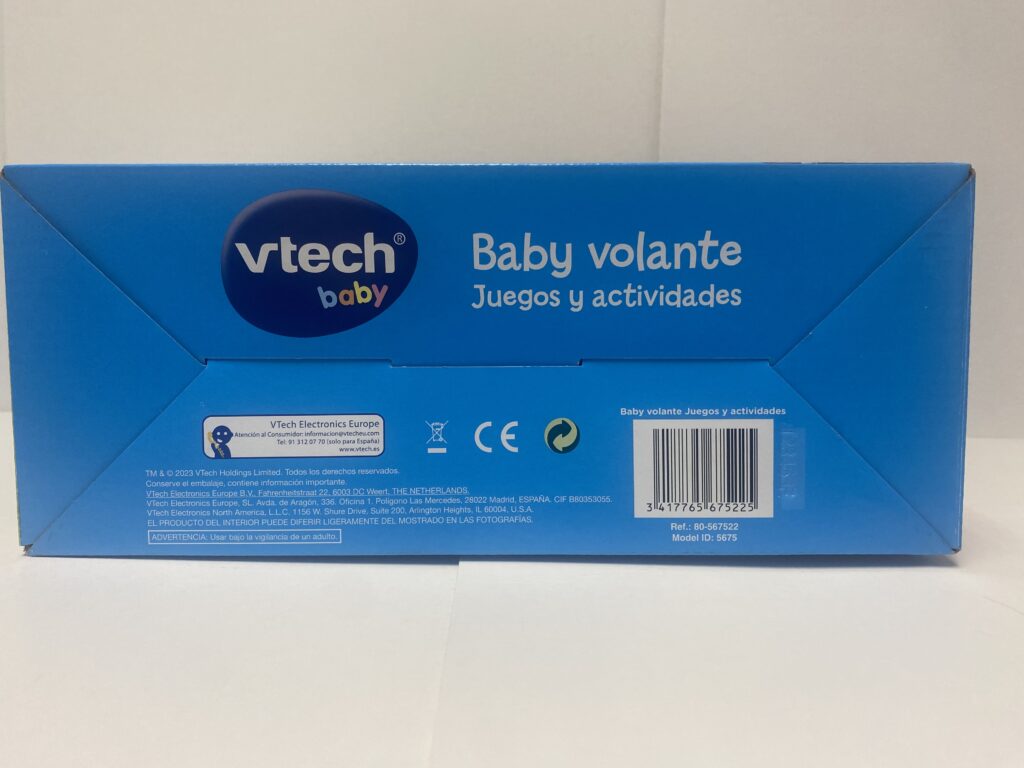 vtech®
baby
Baby volante
Juegos y actividades
VTech Electronics Europe
Atención al Consumidor: informacion@vtecheu.com
Tel: 91 312 07 70 (solo para España)
www.vtech.es
CE
TM & © 2023 VTech Holdings Limited. Todos los derechos reservados.
Conserve el embalaje, contiene información importante.
VTech Electronics Europe B.V., Fahrenheitstraat 22, 6003 DC Weert, THE NETHERLANDS.
VTech Electronics Europe, SL. Avda. de Aragón, 336. Oficina 1. Polígono Las Mercedes, 28022 Madrid, ESPAÑA. CIF B80353055.
VTech Electronics North America, L.L.C. 1156 W. Shure Drive, Suite 200, Arlington Heights, IL 60004, U.S.A.
EL PRODUCTO DEL INTERIOR PUEDE DIFERIR LIGERAMENTE DEL MOSTRADO EN LAS FOTOGRAFÍAS.
ADVERTENCIA: Usar bajo la vigilancia de un adulto.
Baby volante Juegos y actividades
3 417765 675225
Ref.: 80-567522
Model ID: 5675